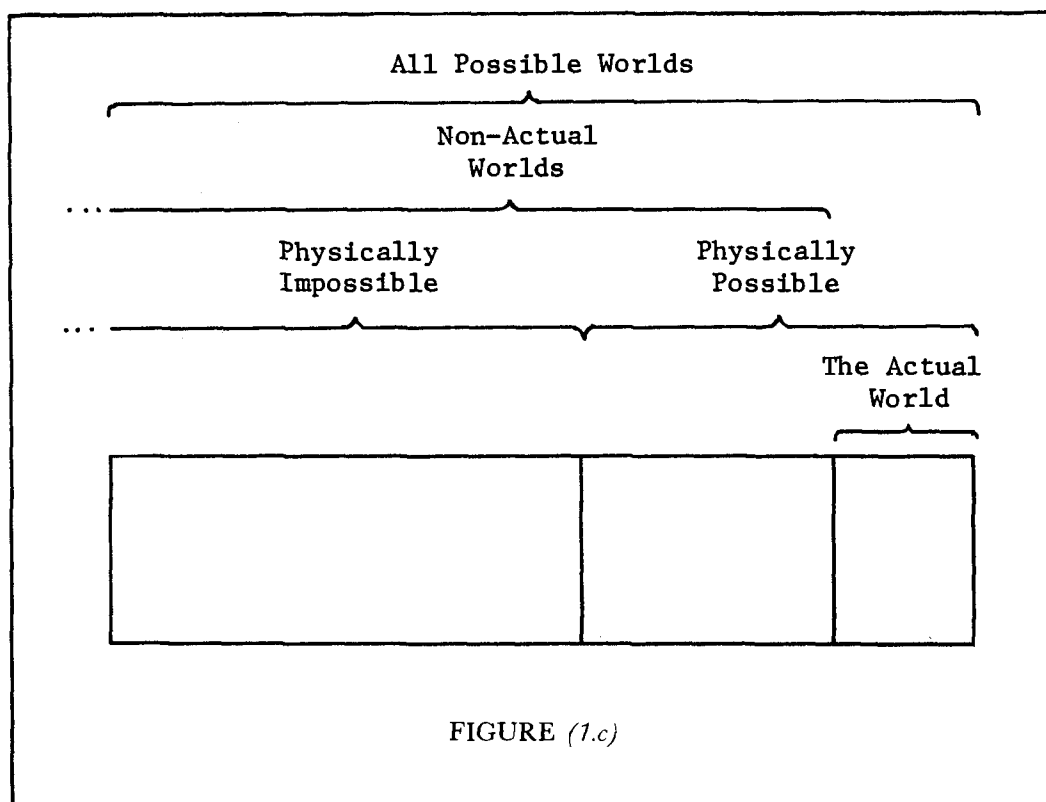 All Possible Worlds
Non-Actual
Worlds
...
Physically
Impossible
Physically
Possible
...
The Actual
World
FIGURE (1.c)